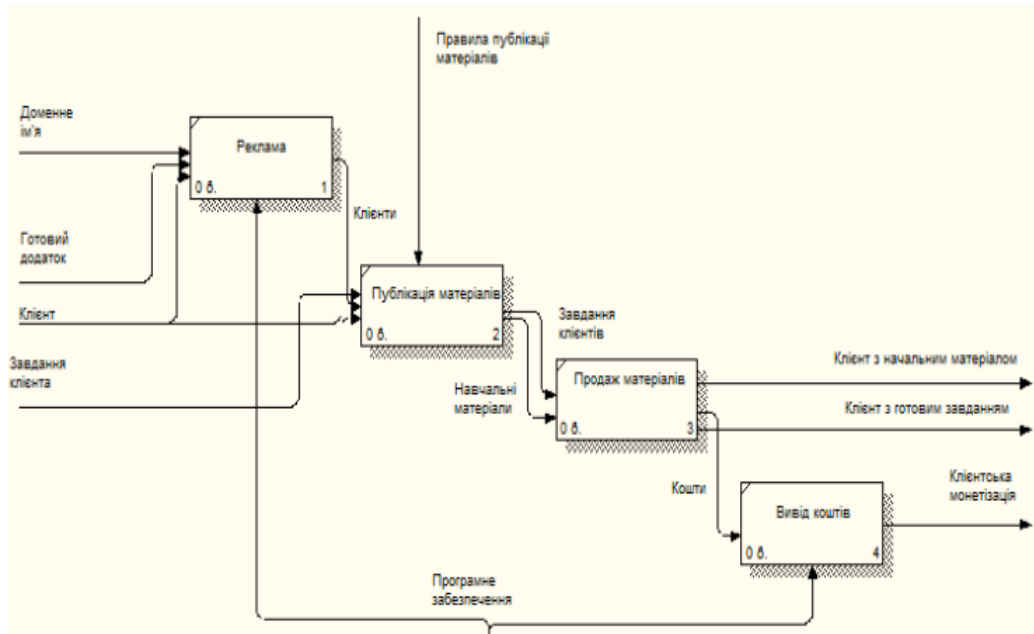 Правила публікації
матеріалів
Доменне
ім'я
Реклама
0 б.
1
Клієнти
Готовий
додаток
Публікація матеріалів
0 б.
2
Клієнт
Завдання
клієнтів
Завдання
клієнта
Клієнт з начальним матеріалом
Продаж матеріалів
Навчальні
матеріали
Клієнт з готовим завданням
0 б.
3
Кошти
Клієнтська
монетізація
Вивід коштів
0 б.
4
Програмне
забезпечення